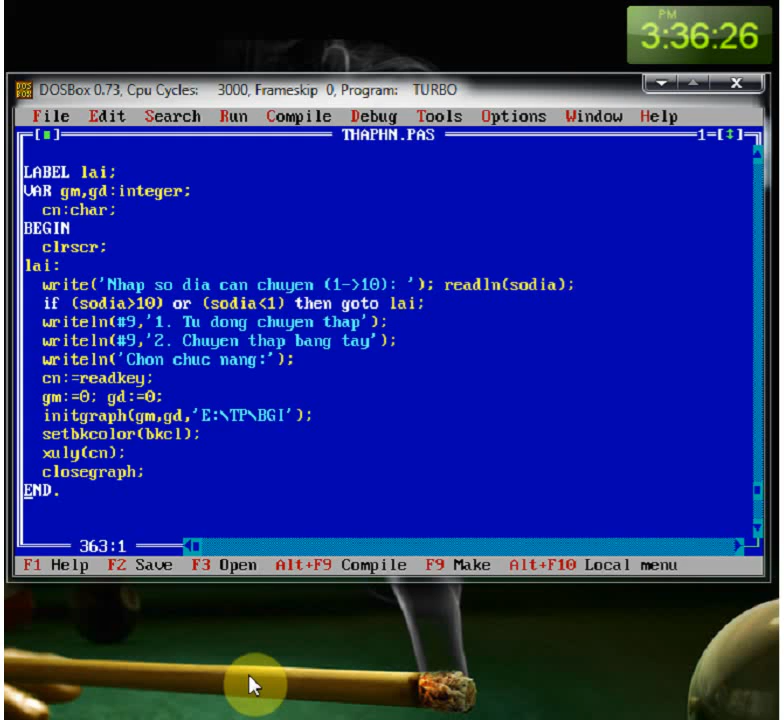 PM
3:36:26
DOSBox 0.73, Cpu Cycles: 3000, Frameskip 0, Program: TURBO
File Edit Search Run Compile Debug Tools Options Window Help
THAPHN.PAS 1=[↕]
LABEL lai;
VAR gm,gd:integer;
cn:char;
BEGIN
clrscr;
lai:
write('Nhap so dia can chuyen (1->10): '); readln(sodia);
if (sodia>10) or (sodia<1) then goto lai;
writeln(#9,'1. Tu dong chuyen thap');
writeln(#9,'2. Chuyen thap bang tay');
writeln('Chon chuc nang:');
cn:=readkey;
gm:=0; gd:=0;
initgraph(gm,gd,'E:\TP\BGI');
setbkcolor(bkcl);
xuly(cn);
closegraph;
END.
363:1
F1 Help F2 Save F3 Open Alt+F9 Compile F9 Make Alt+F10 Local menu